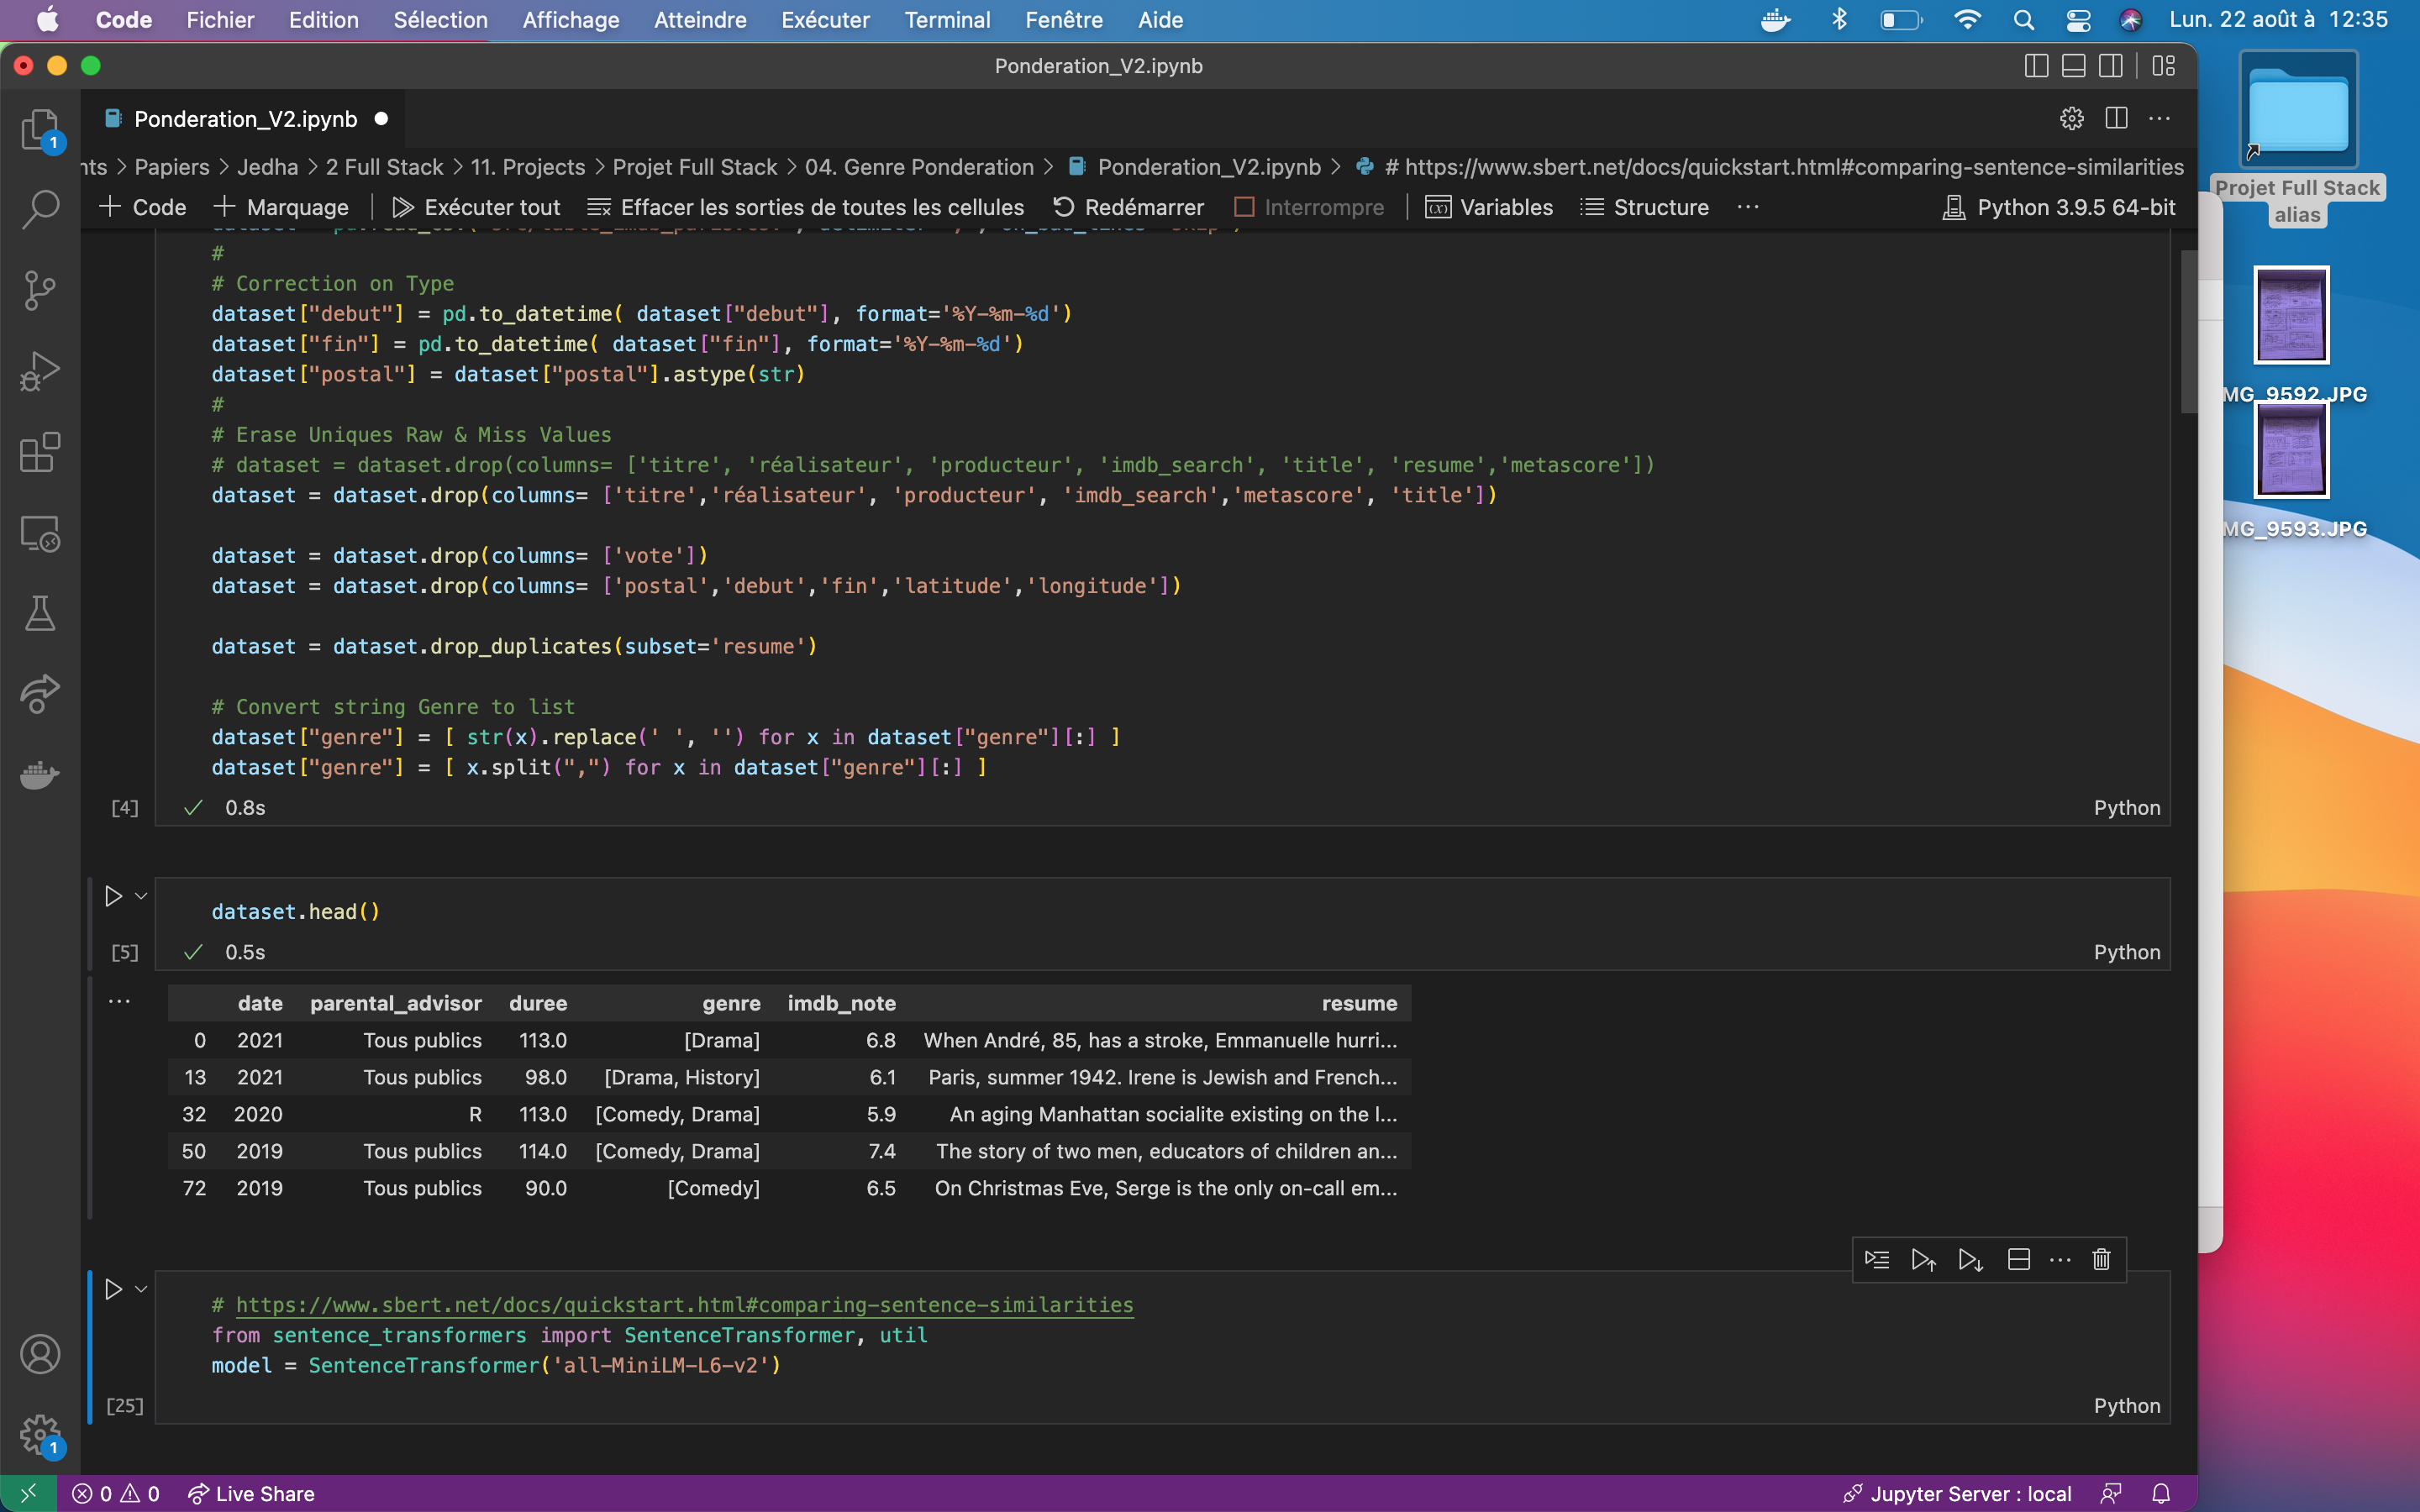 Code Fichier Edition Sélection Affichage Atteindre Exécuter Terminal Fenêtre Aide Lun. 22 août à 12:35
Ponderation_V2.ipynb
Ponderation_V2.ipynb
nts > Papiers > Jedha > 2 Full Stack > 11. Projects > Projet Full Stack > 04. Genre Ponderation > Ponderation_V2.ipynb > # https://www.sbert.net/docs/quickstart.html#comparing-sentence-similarities
+ Code + Marquage Exécuter tout Effacer les sorties de toutes les cellules Redémarrer Interrompre Variables Structure ... Python 3.9.5 64-bit
#
# Correction on Type
dataset["debut"] = pd.to_datetime( dataset["debut"], format='%Y-%m-%d')
dataset["fin"] = pd.to_datetime( dataset["fin"], format='%Y-%m-%d')
dataset["postal"] = dataset["postal"].astype(str)
#
# Erase Uniques Raw & Miss Values
# dataset = dataset.drop(columns= ['titre', 'réalisateur', 'producteur', 'imdb_search', 'title', 'resume','metascore'])
dataset = dataset.drop(columns= ['titre','réalisateur', 'producteur', 'imdb_search','metascore', 'title'])
dataset = dataset.drop(columns= ['vote'])
dataset = dataset.drop(columns= ['postal','debut','fin','latitude','longitude'])
dataset = dataset.drop_duplicates(subset='resume')
# Convert string Genre to list
dataset["genre"] = [ str(x).replace(' ', '') for x in dataset["genre"][:] ]
dataset["genre"] = [ x.split(",") for x in dataset["genre"][:] ]
[4] 0.8s Python
dataset.head()
[5] 0.5s Python
date parental_advisor duree genre imdb_note resume
0 2021 Tous publics 113.0 [Drama] 6.8 When André, 85, has a stroke, Emmanuelle hurri...
13 2021 Tous publics 98.0 [Drama, History] 6.1 Paris, summer 1942. Irene is Jewish and French...
32 2020 R 113.0 [Comedy, Drama] 5.9 An aging Manhattan socialite existing on the l...
50 2019 Tous publics 114.0 [Comedy, Drama] 7.4 The story of two men, educators of children an...
72 2019 Tous publics 90.0 [Comedy] 6.5 On Christmas Eve, Serge is the only on-call em...
# https://www.sbert.net/docs/quickstart.html#comparing-sentence-similarities
from sentence_transformers import SentenceTransformer, util
model = SentenceTransformer('all-MiniLM-L6-v2')
[25] Python
1
1
0 0 Live Share Jupyter Server : local
Projet Full Stack
alias
MG_9592.JPG
MG_9593.JPG